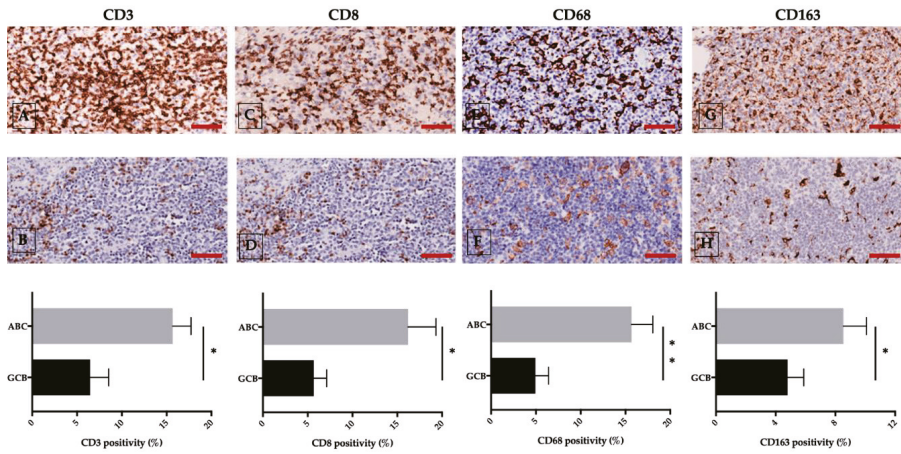 CD3 CD8 CD68 CD163
A C E G
B D F H
ABC ABC ABC ABC
* * * * *
GCB GCB GCB GCB
0 5 10 15 20 0 5 10 15 20 0 5 10 15 20 0 4 8 12
CD3 positivity (%) CD8 positivity (%) CD68 positivity (%) CD163 positivity (%)